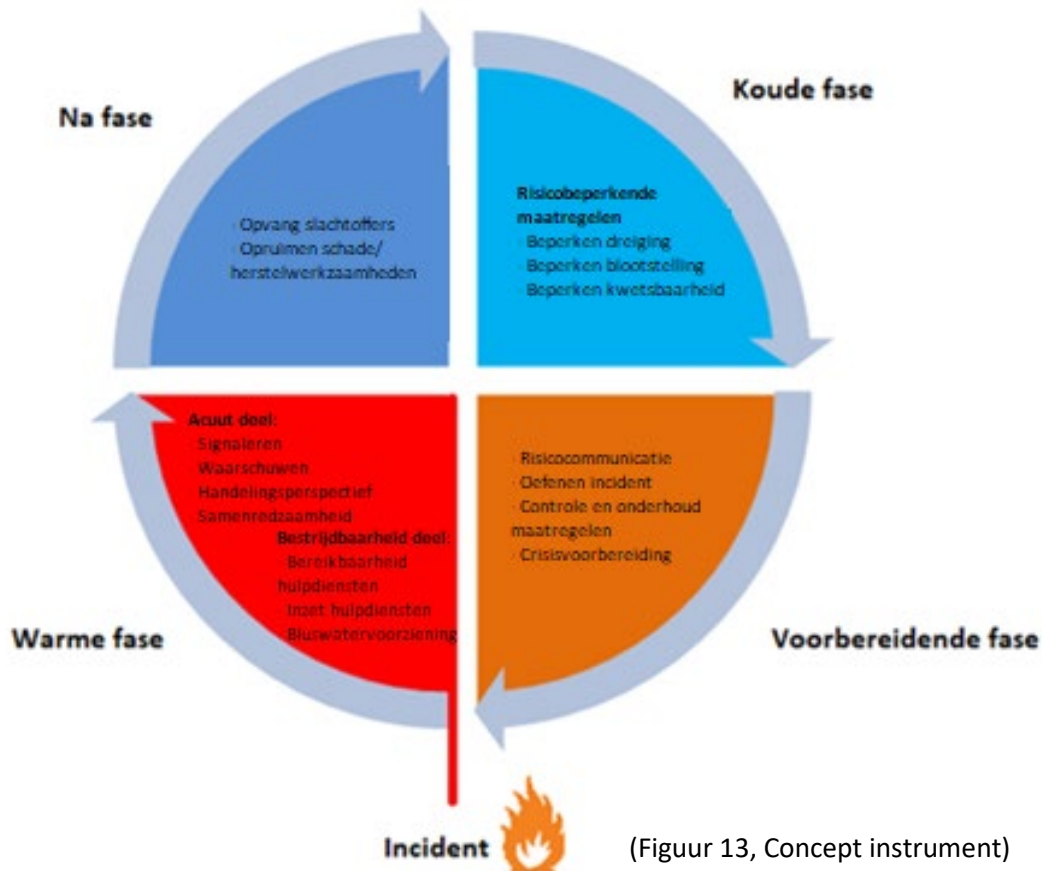 Na fase
Koude fase
· Opvang slachtoffers
· Opruimen schade/
herstelwerkzaamheden
Risicobeperkende
maatregelen
· Beperken dreiging
· Beperken blootstelling
· Beperken kwetsbaarheid
Acuut deel:
· Signaleren
· Waarschuwen
· Handelingsperspectief
· Samenredzaamheid
Bestrijdbaarheid deel:
· Bereikbaarheid
hulpdiensten
· Inzet hulpdiensten
· Bluswatervoorziening
· Risicocommunicatie
· Oefenen incident
· Controle en onderhoud
maatregelen
· Crisisvoorbereiding
Warme fase
Voorbereidende fase
Incident
(Figuur 13, Concept instrument)